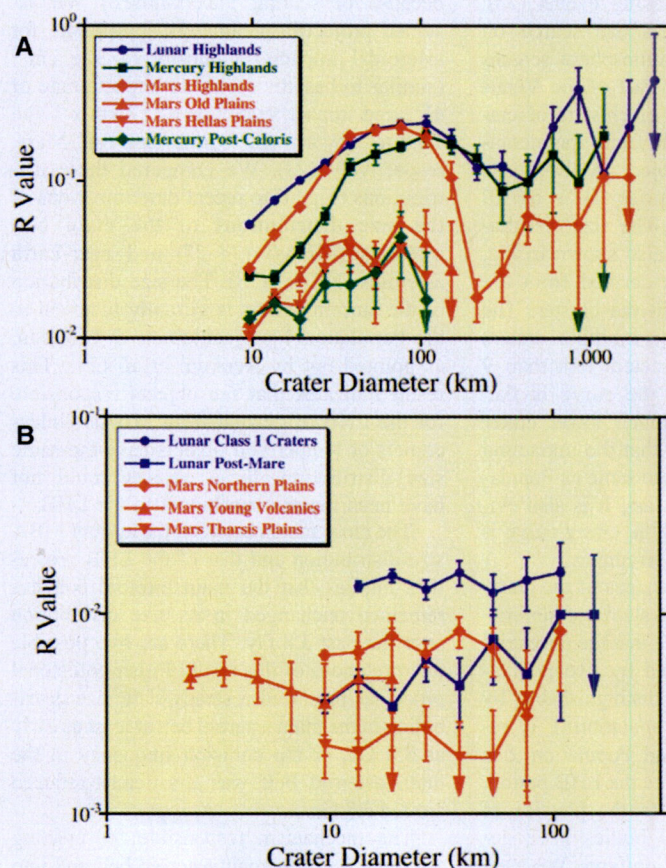 A
10⁰
Lunar Highlands
Mercury Highlands
Mars Highlands
Mars Old Plains
Mars Hellas Plains
Mercury Post-Caloris
R Value
10⁻¹
10⁻²
1 10 100 1 000
Crater Diameter (km)
B
10⁻¹
Lunar Class 1 Craters
Lunar Post-Mare
Mars Northern Plains
Mars Young Volcanics
Mars Tharsis Plains
R Value
10⁻²
10⁻³
1 10 100
Crater Diameter (km)